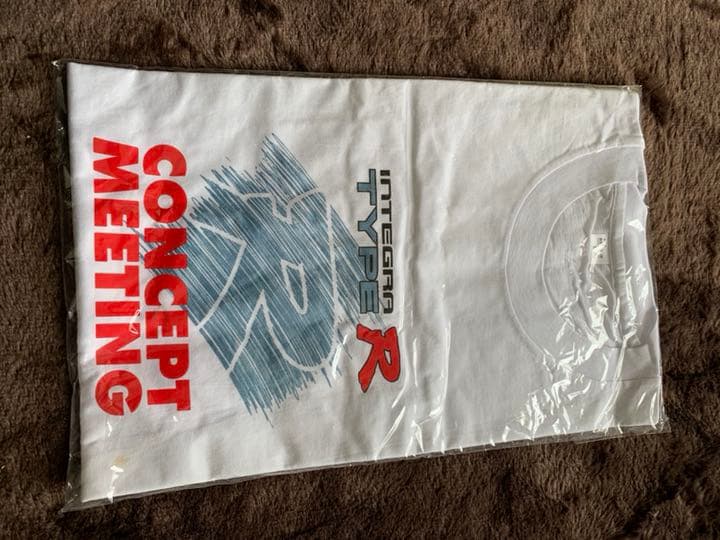 INTEGRA
TYPE R
R
CONCEPT
MEETING